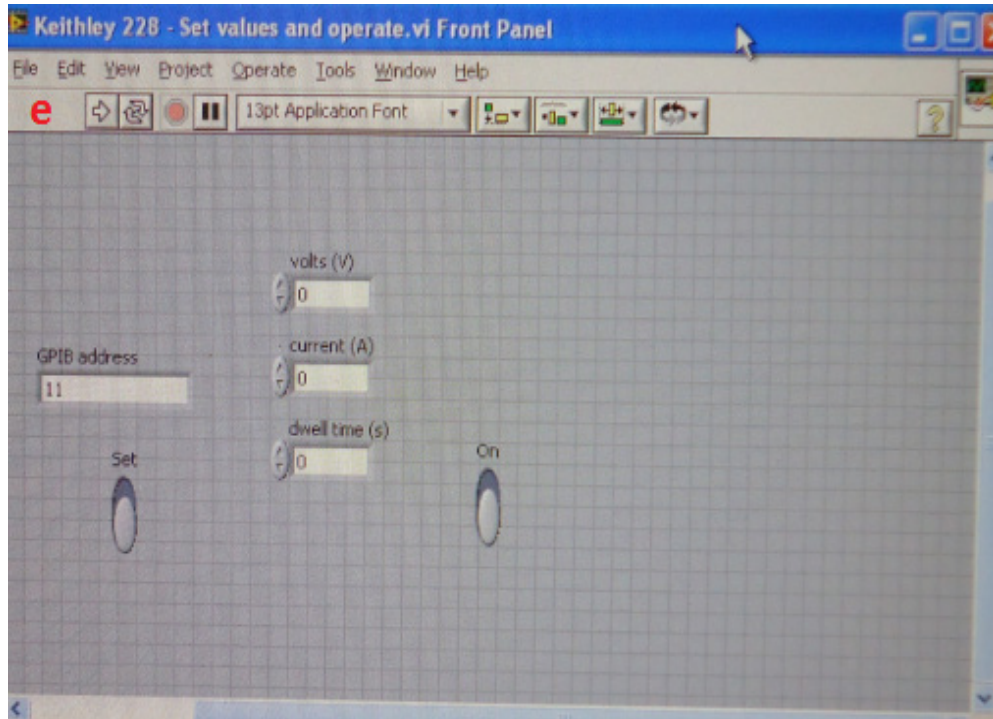 Keithley 228 - Set values and operate.vi Front Panel
File Edit View Project Operate Tools Window Help
e 13pt Application Font ?
volts (V)
0
current (A)
0
GPIB address
11
dwell time (s)
0
Set
On